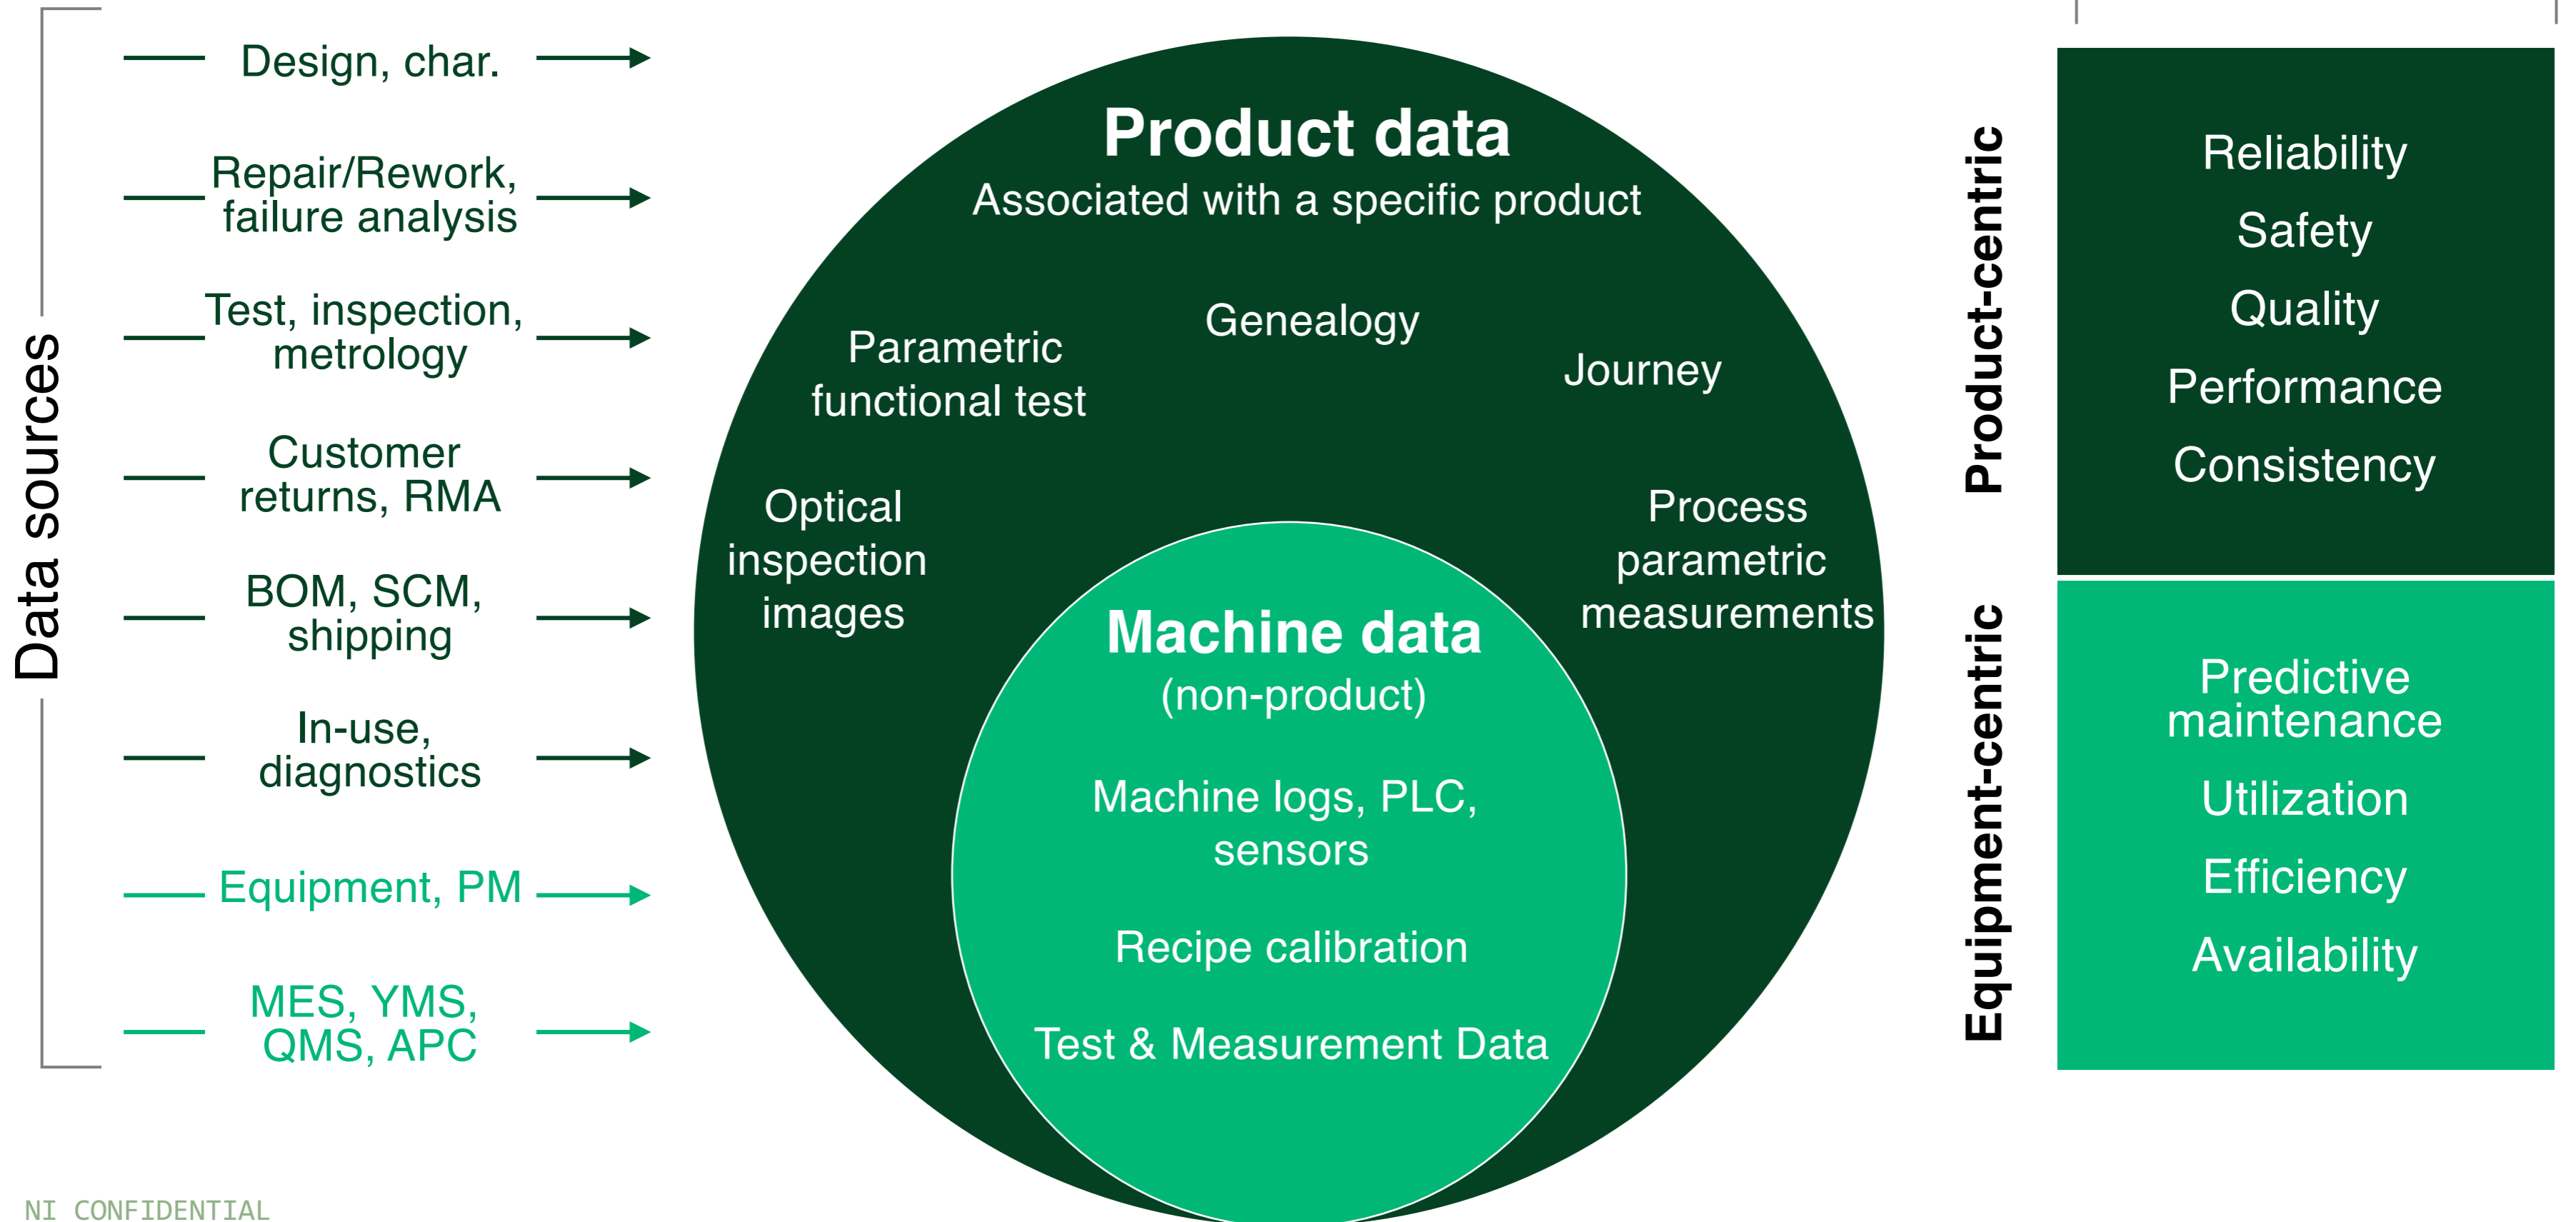 Data sources
Design, char.
Repair/Rework,
failure analysis
Test, inspection,
metrology
Customer
returns, RMA
BOM, SCM,
shipping
In-use,
diagnostics
Equipment, PM
MES, YMS,
QMS, APC
Product data
Associated with a specific product
Genealogy
Parametric
functional test
Journey
Optical
inspection
images
Process
parametric
measurements
Machine data
(non-product)
Machine logs, PLC,
sensors
Recipe calibration
Test & Measurement Data
Product-centric
Reliability
Safety
Quality
Performance
Consistency
Equipment-centric
Predictive
maintenance
Utilization
Efficiency
Availability
NI CONFIDENTIAL